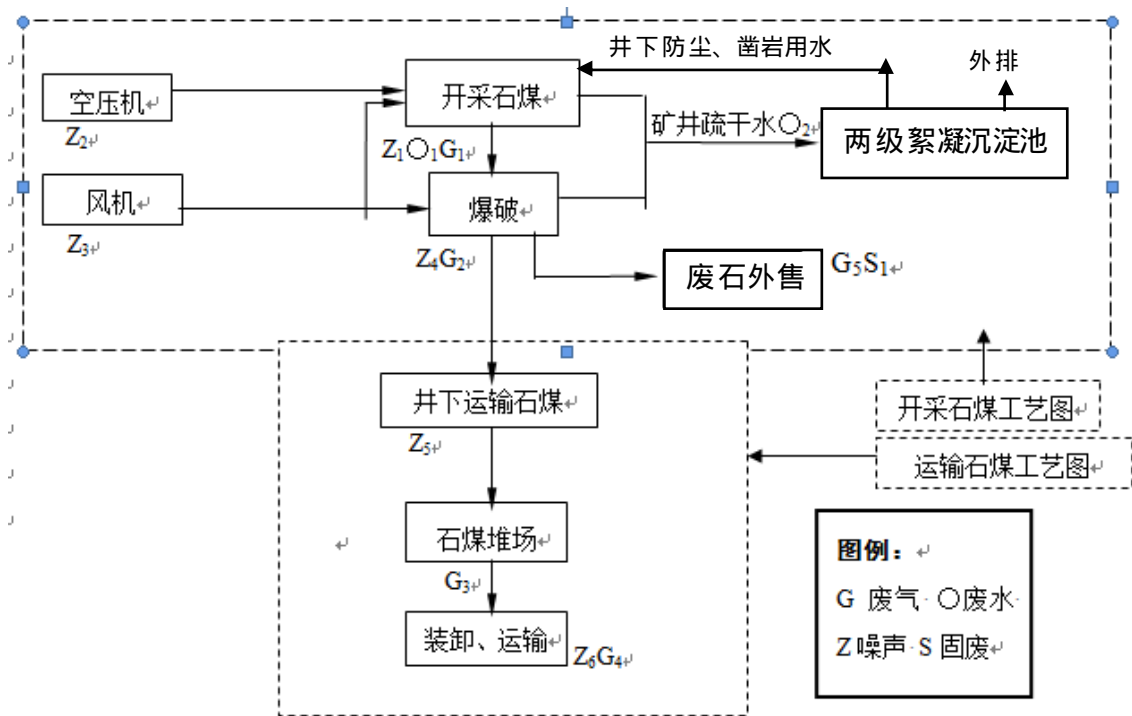 井下防尘、凿岩用水
外排
空压机
Z2
开采石煤
Z1〇1G1
矿井疏干水〇2
两级絮凝沉淀池
风机
Z3
爆破
Z4G2
废石外售
G5S1
井下运输石煤
Z5
开采石煤工艺图
运输石煤工艺图
石煤堆场
G3
装卸、运输
Z6G4
图例：
G 废气 〇废水
Z 噪声 S 固废